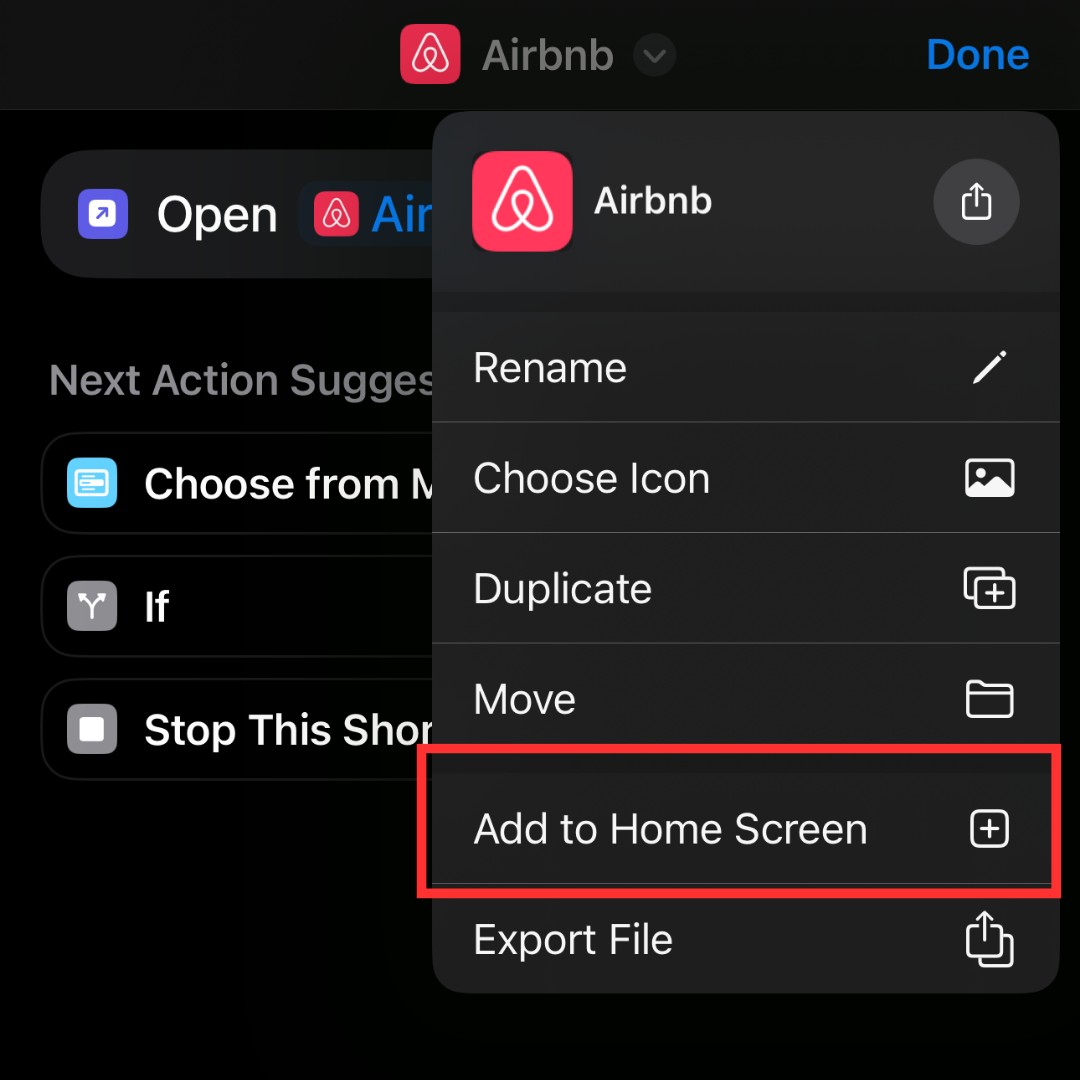 Airbnb
Done
Open Air
Airbnb
Next Action Sugges
Rename
Choose from M
Choose Icon
If
Duplicate
Stop This Shor
Move
Add to Home Screen
Export File